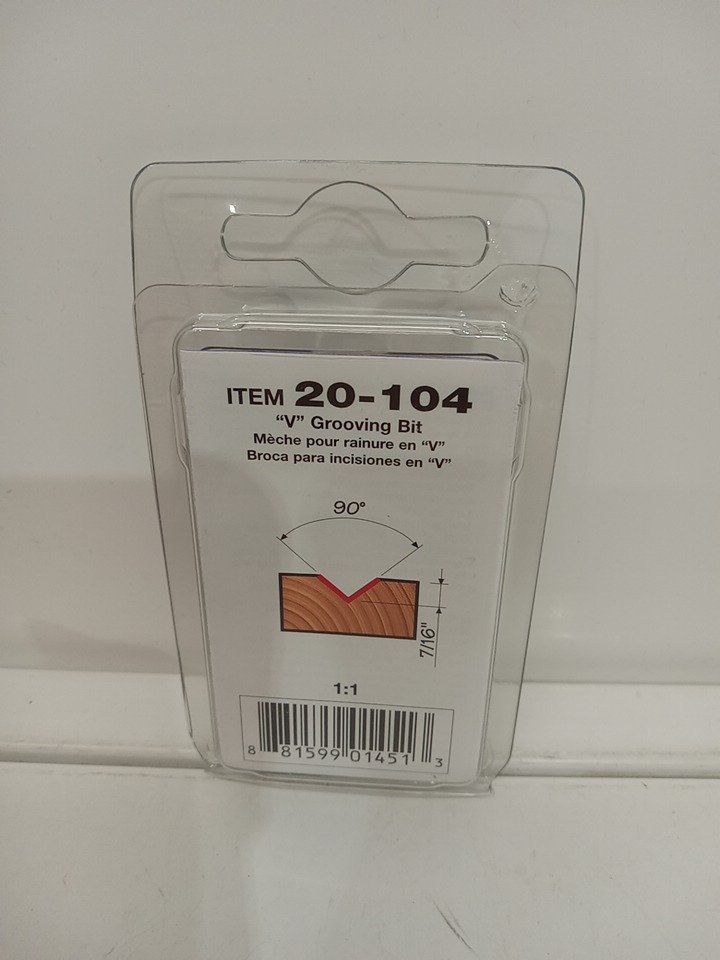 ITEM 20-104
“V” Grooving Bit
Mèche pour rainure en “V”
Broca para incisiones en “V”
90°
7/16"
1:1
8 81599 01451 3